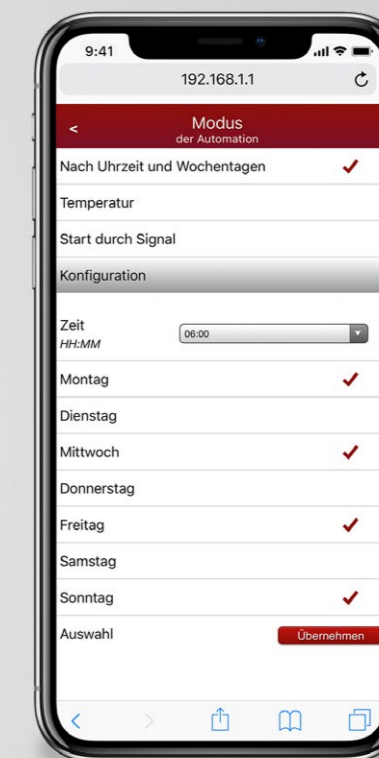 9:41
192.168.1.1
<
Modus
der Automation
Nach Uhrzeit und Wochentagen
Temperatur
Start durch Signal
Konfiguration
Zeit
06:00
HH:MM
Montag
Dienstag
Mittwoch
Donnerstag
Freitag
Samstag
Sonntag
Auswahl
Übernehmen